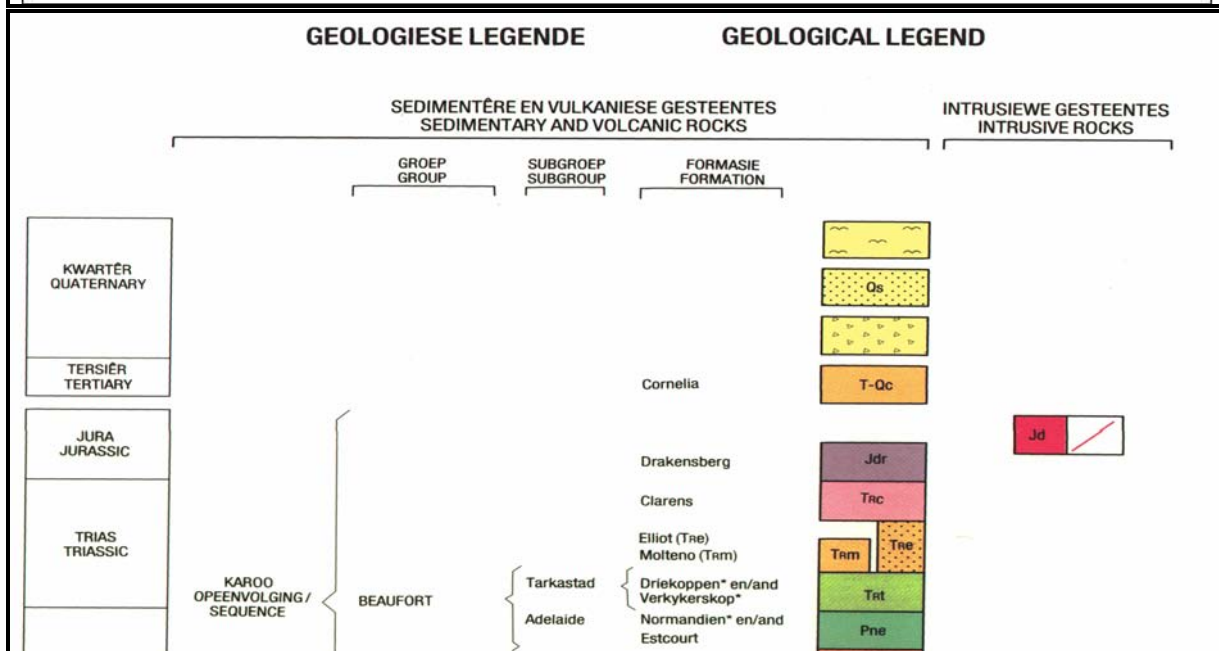 GEOLOGIESE LEGENDE
GEOLOGICAL LEGEND
SEDIMENTÊRE EN VULKANIESE GESTEENTES
SEDIMENTARY AND VOLCANIC ROCKS
INTRUSIEWE GESTEENTES
INTRUSIVE ROCKS
GROEP
GROUP
SUBGROEP
SUBGROUP
FORMASIE
FORMATION
KWARTÊR
QUATERNARY
Qs
TERSIÊR
TERTIARY
Cornelia
T-Qc
JURA
JURASSIC
Jd
Drakensberg
Jdr
Clarens
TRc
TRIAS
TRIASSIC
Elliot (TRe)
Molteno (TRm)
TRm
TRe
KAROO
OPEENVOLGING/
SEQUENCE
BEAUFORT
Tarkastad
Driekoppen* en/and
Verkykerskop*
TRt
Adelaide
Normandien* en/and
Estcourt
Pne